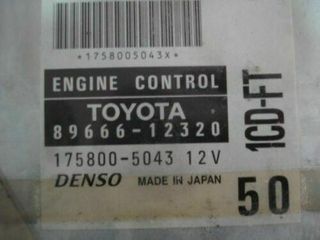 *1758005043X*
ENGINE CONTROL
TOYOTA
89666-12320
175800-5043 12V
DENSO MADE IN JAPAN
1CD-FT
50